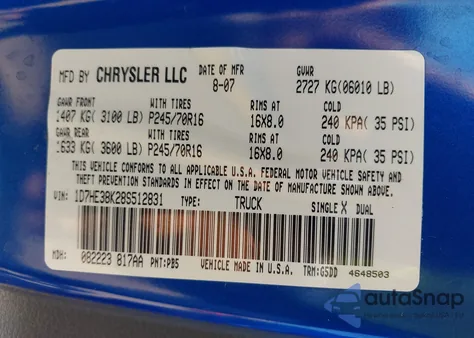 MFD BY CHRYSLER LLC DATE OF MFR GVWR
8-07 2727 KG(06010 LB)
GAWR FRONT WITH TIRES RIMS AT COLD
1407 KG( 3100 LB) P245/70R16 16X8.0 240 KPA( 35 PSI)
GAWR REAR WITH TIRES RIMS AT COLD
1633 KG( 3600 LB) P245/70R16 16X8.0 240 KPA( 35 PSI)
THIS VEHICLE CONFORMS TO ALL APPLICABLE U.S.A. FEDERAL MOTOR VEHICLE SAFETY AND
THEFT PREVENTION STANDARDS IN EFFECT ON THE DATE OF MANUFACTURE SHOWN ABOVE.
VIN: 1D7HE38K28S512831 TYPE: TRUCK SINGLE X DUAL
MDH: 082223 817AA PNT:PB5 VEHICLE MADE IN U.S.A. TRM:G5DD 4648503
autoSnap